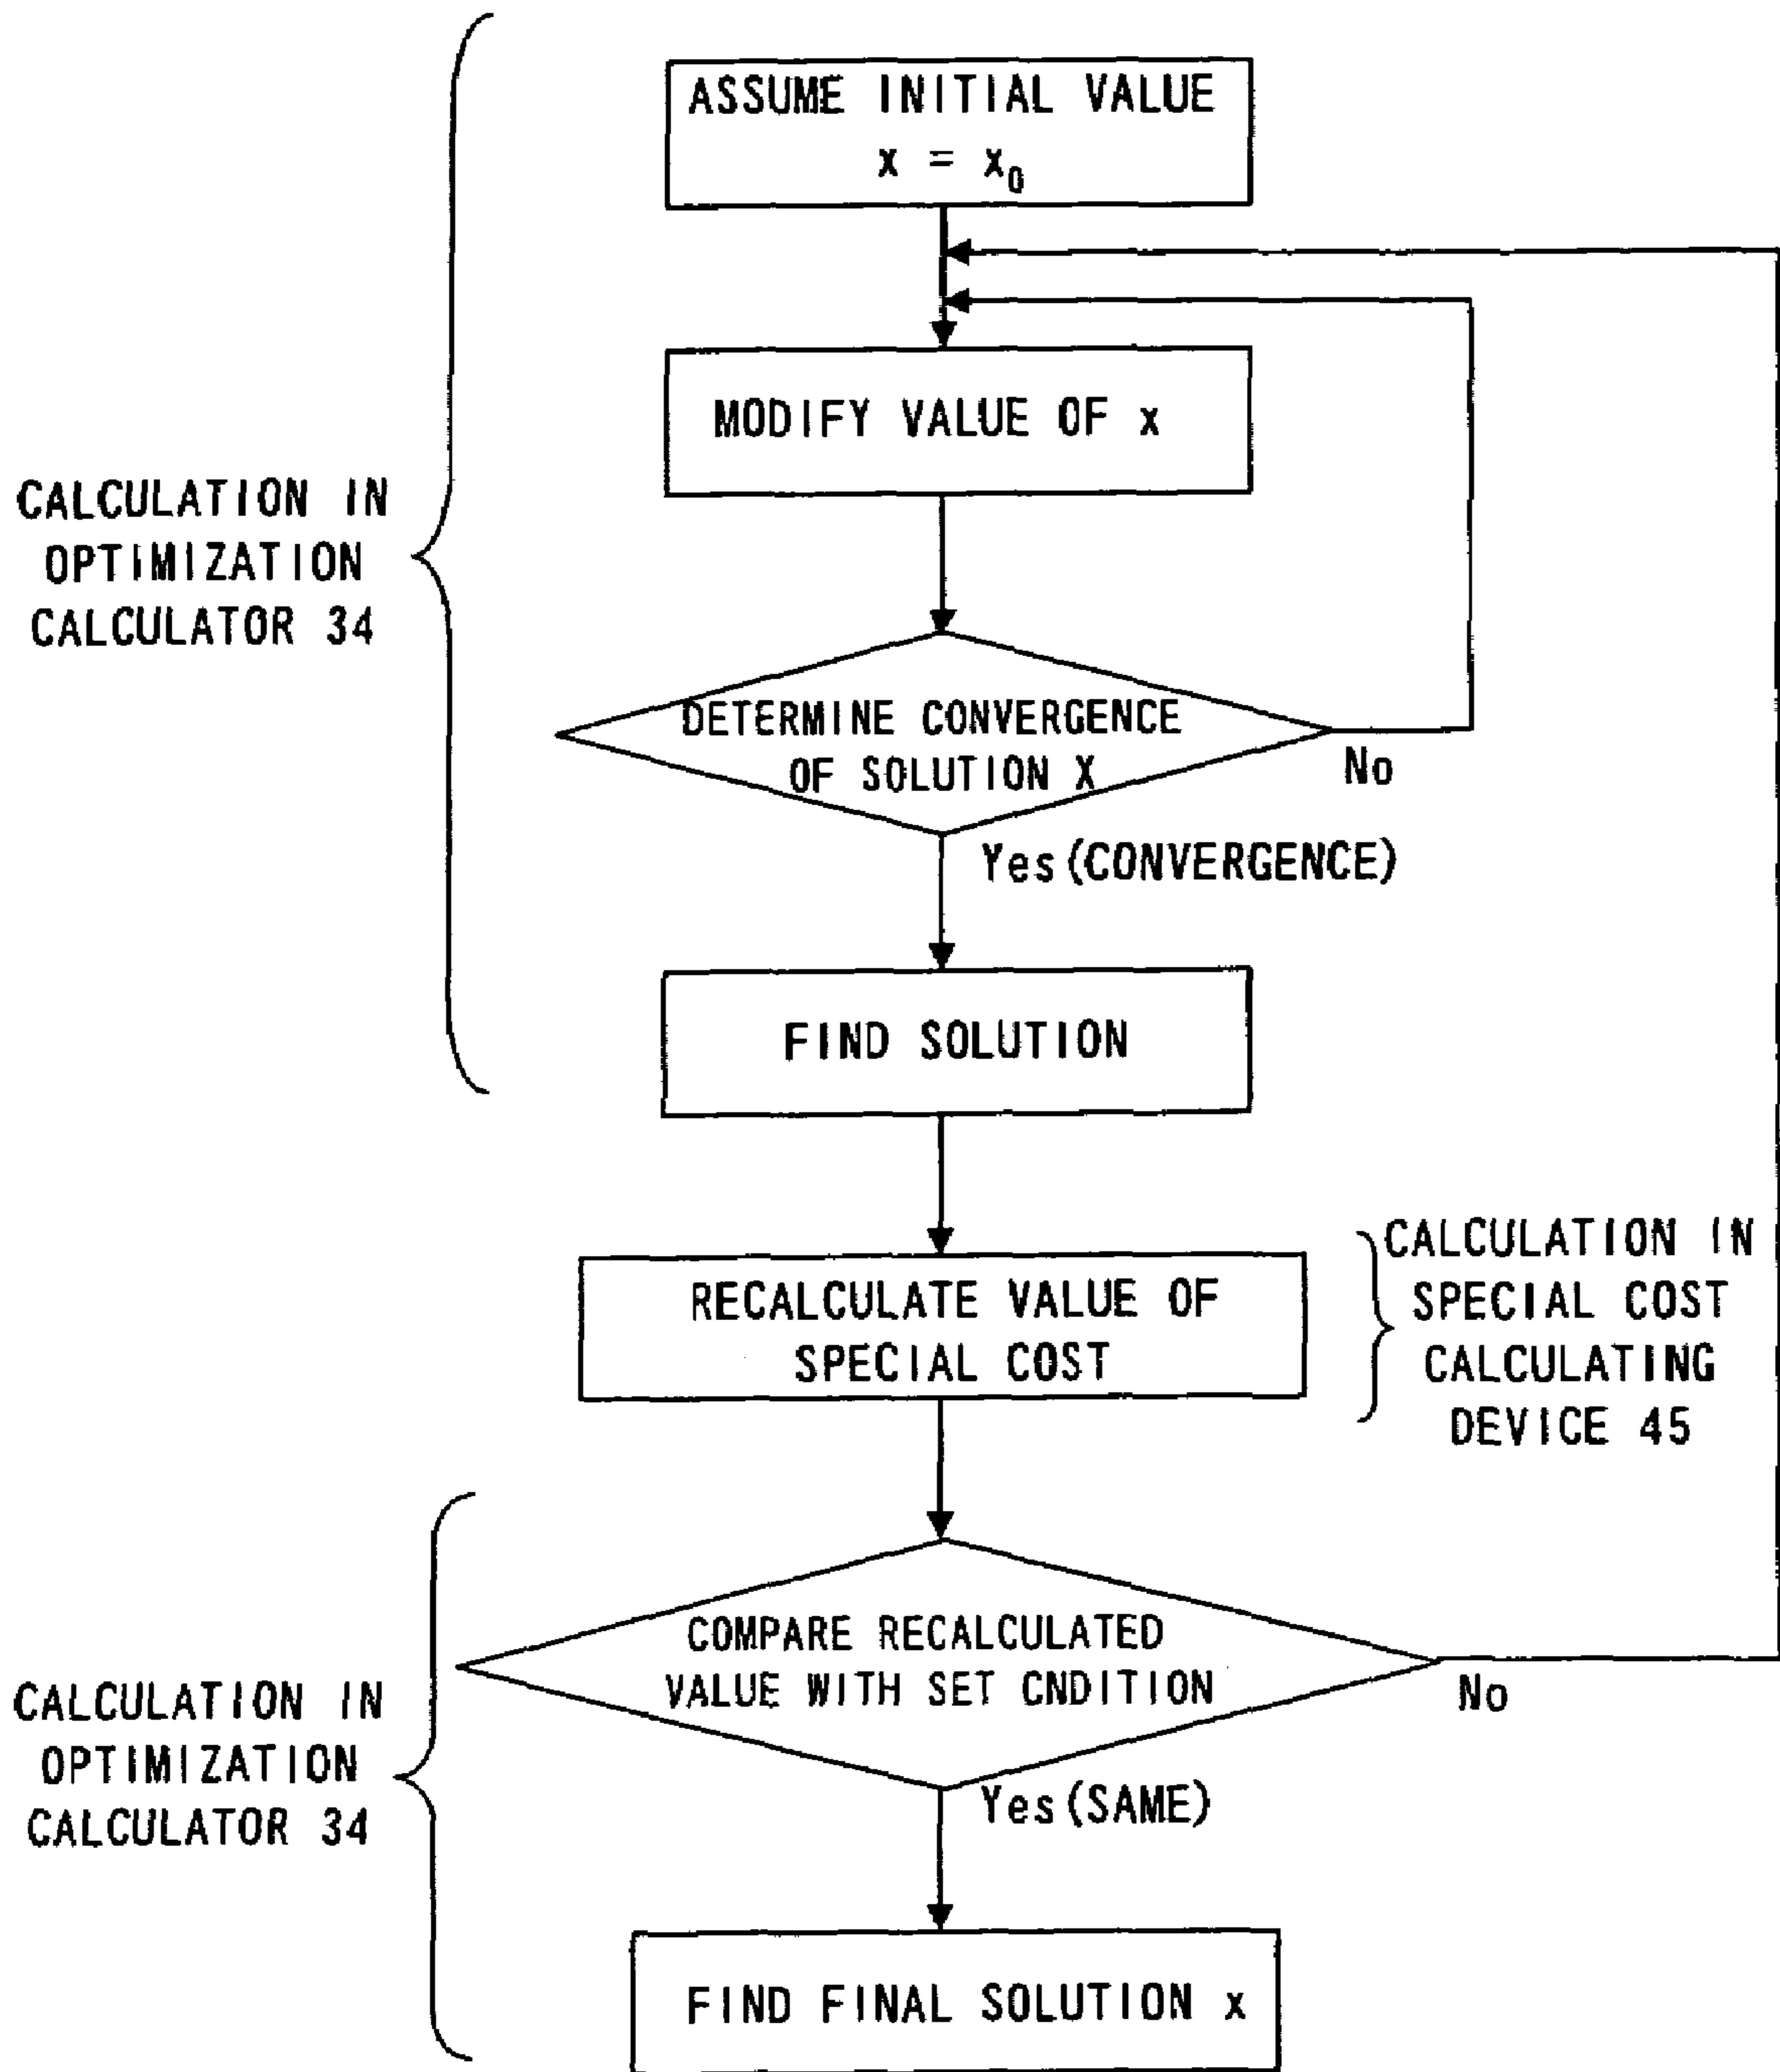 ASSUME INITIAL VALUE
x = x₀
MODIFY VALUE OF x
CALCULATION IN
OPTIMIZATION
CALCULATOR 34
DETERMINE CONVERGENCE
OF SOLUTION X
No
Yes(CONVERGENCE)
FIND SOLUTION
RECALCULATE VALUE OF
SPECIAL COST
CALCULATION IN
SPECIAL COST
CALCULATING
DEVICE 45
COMPARE RECALCULATED
VALUE WITH SET CNDITION
No
CALCULATION IN
OPTIMIZATION
CALCULATOR 34
Yes(SAME)
FIND FINAL SOLUTION x